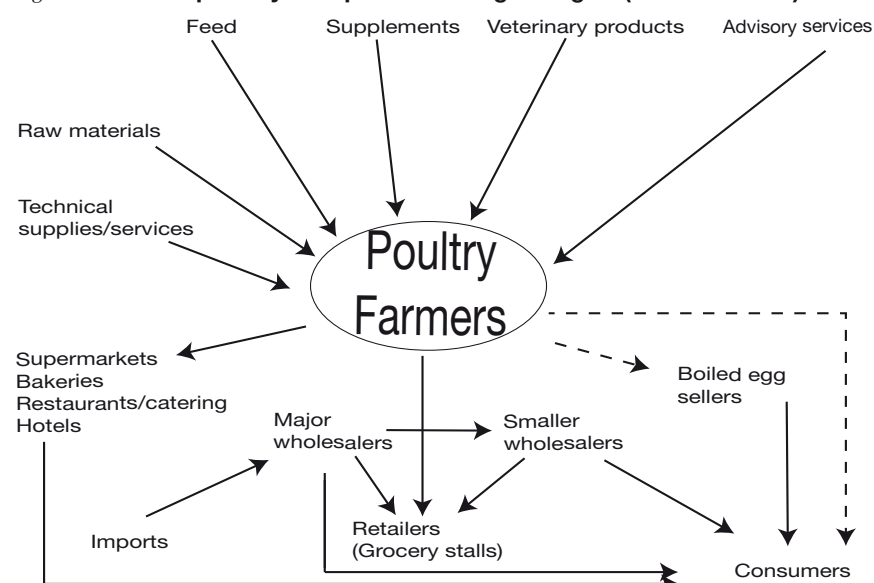 Feed
Supplements
Veterinary products
Advisory services
Raw materials
Technical
supplies/services
Poultry
Farmers
Supermarkets
Bakeries
Restaurants/catering
Hotels
Boiled egg
sellers
Major
wholesalers
Smaller
wholesalers
Retailers
(Grocery stalls)
Imports
Consumers